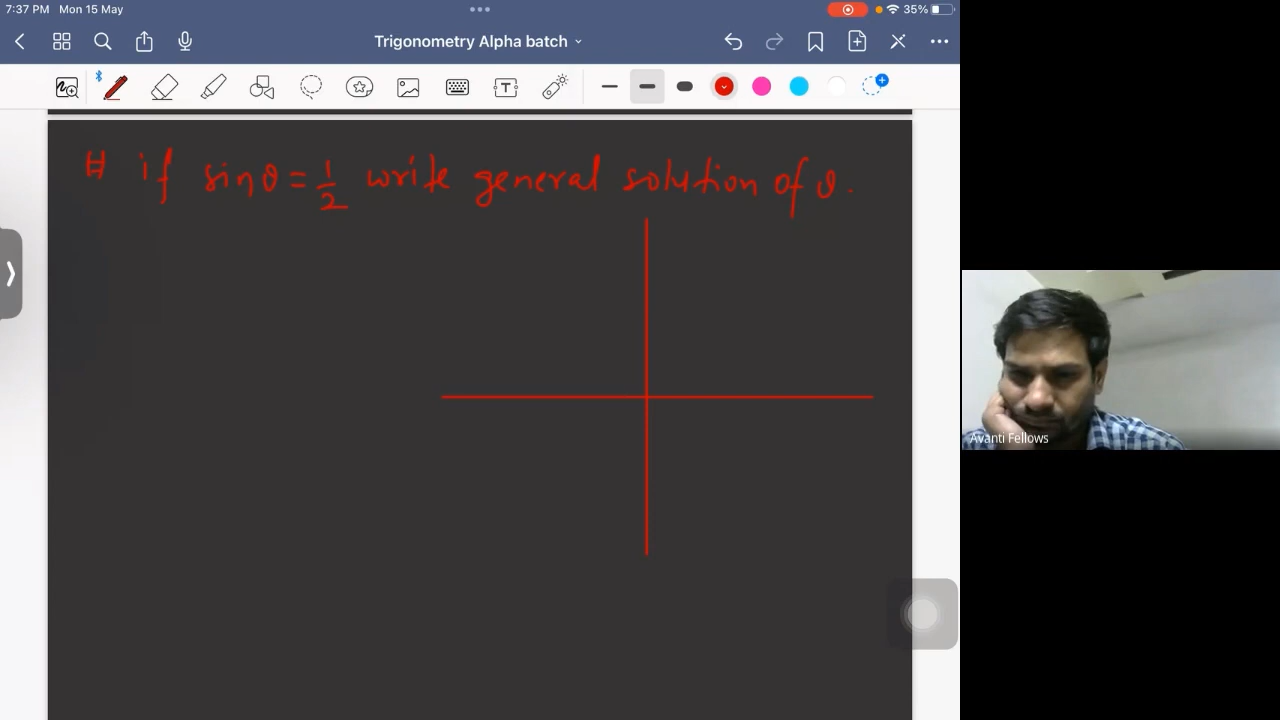 7:37 PM Mon 15 May
35%
Trigonometry Alpha batch
T
# if sinθ = 1/2 write general solution of θ.
Avanti Fellows